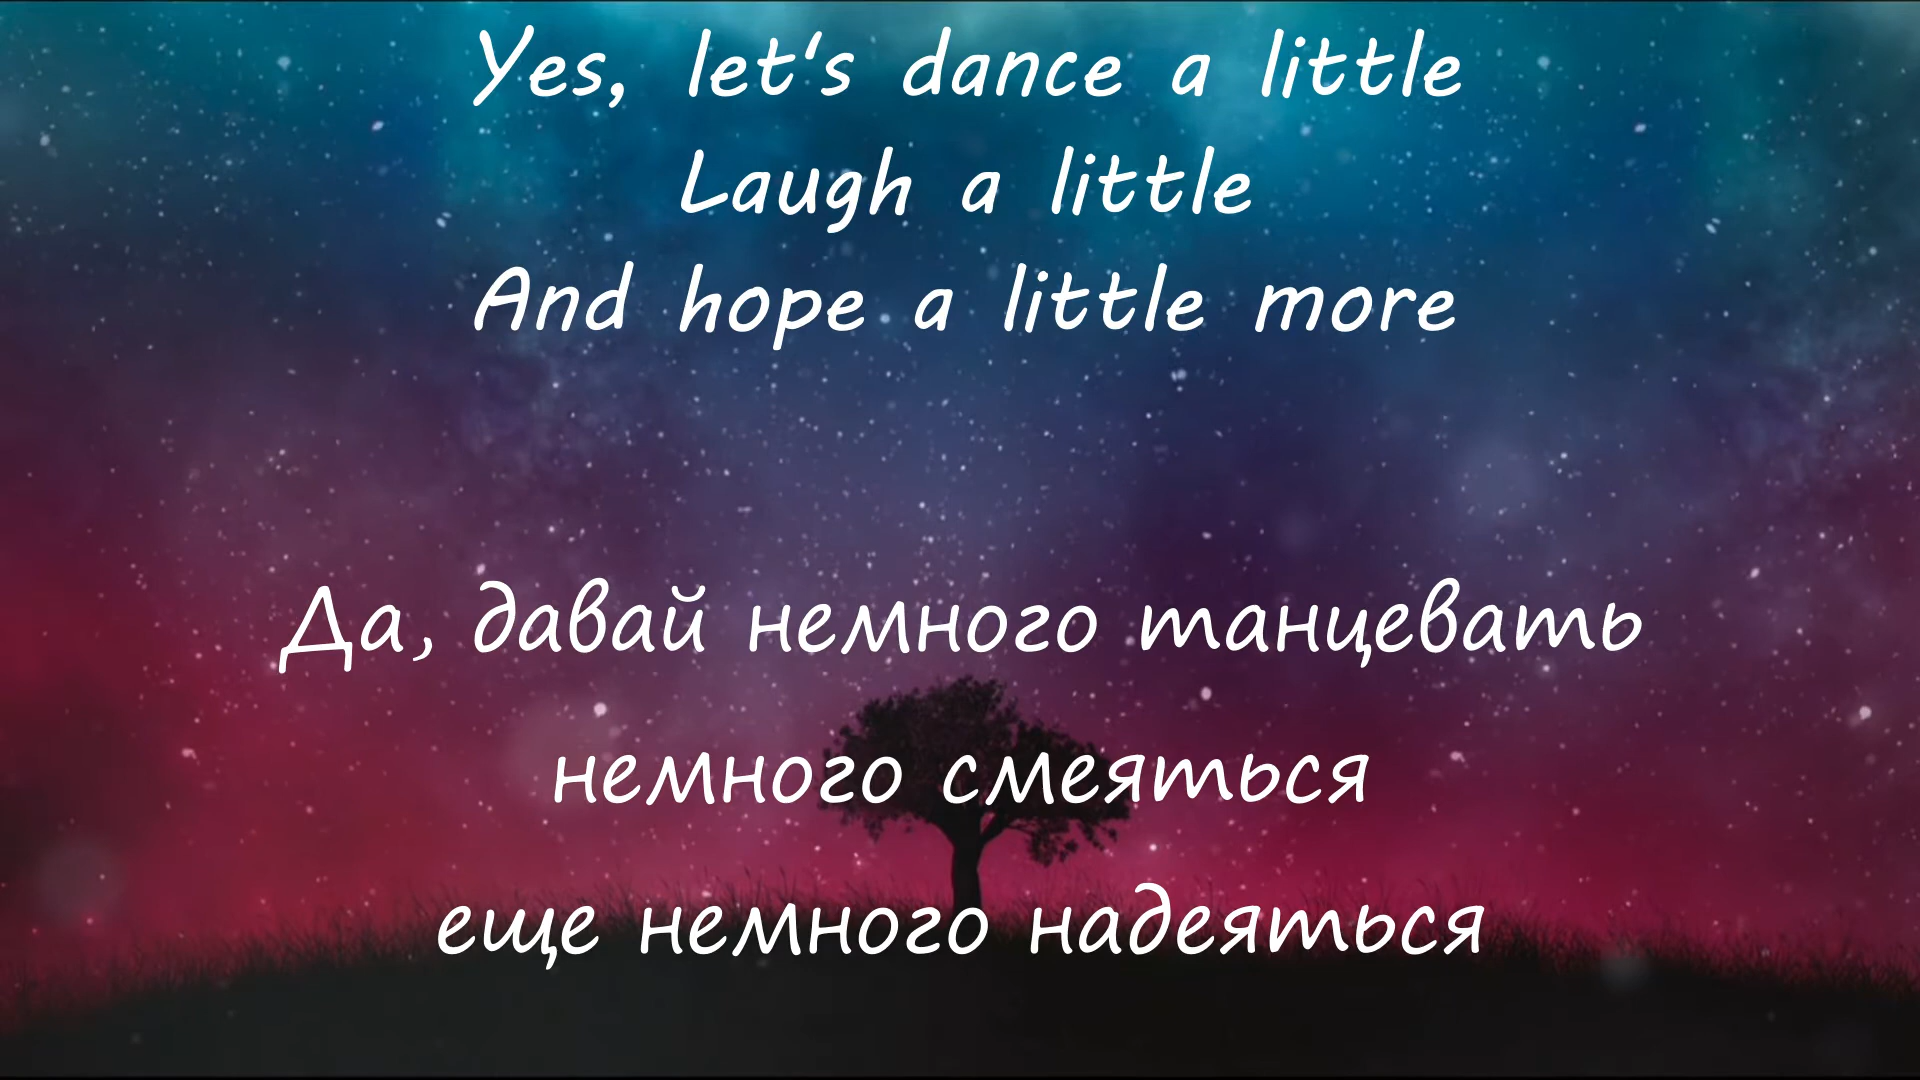 Yes, let's dance a little
Laugh a little
And hope a little more
Да, давай немного танцевать
немного смеяться
еще немного надеяться